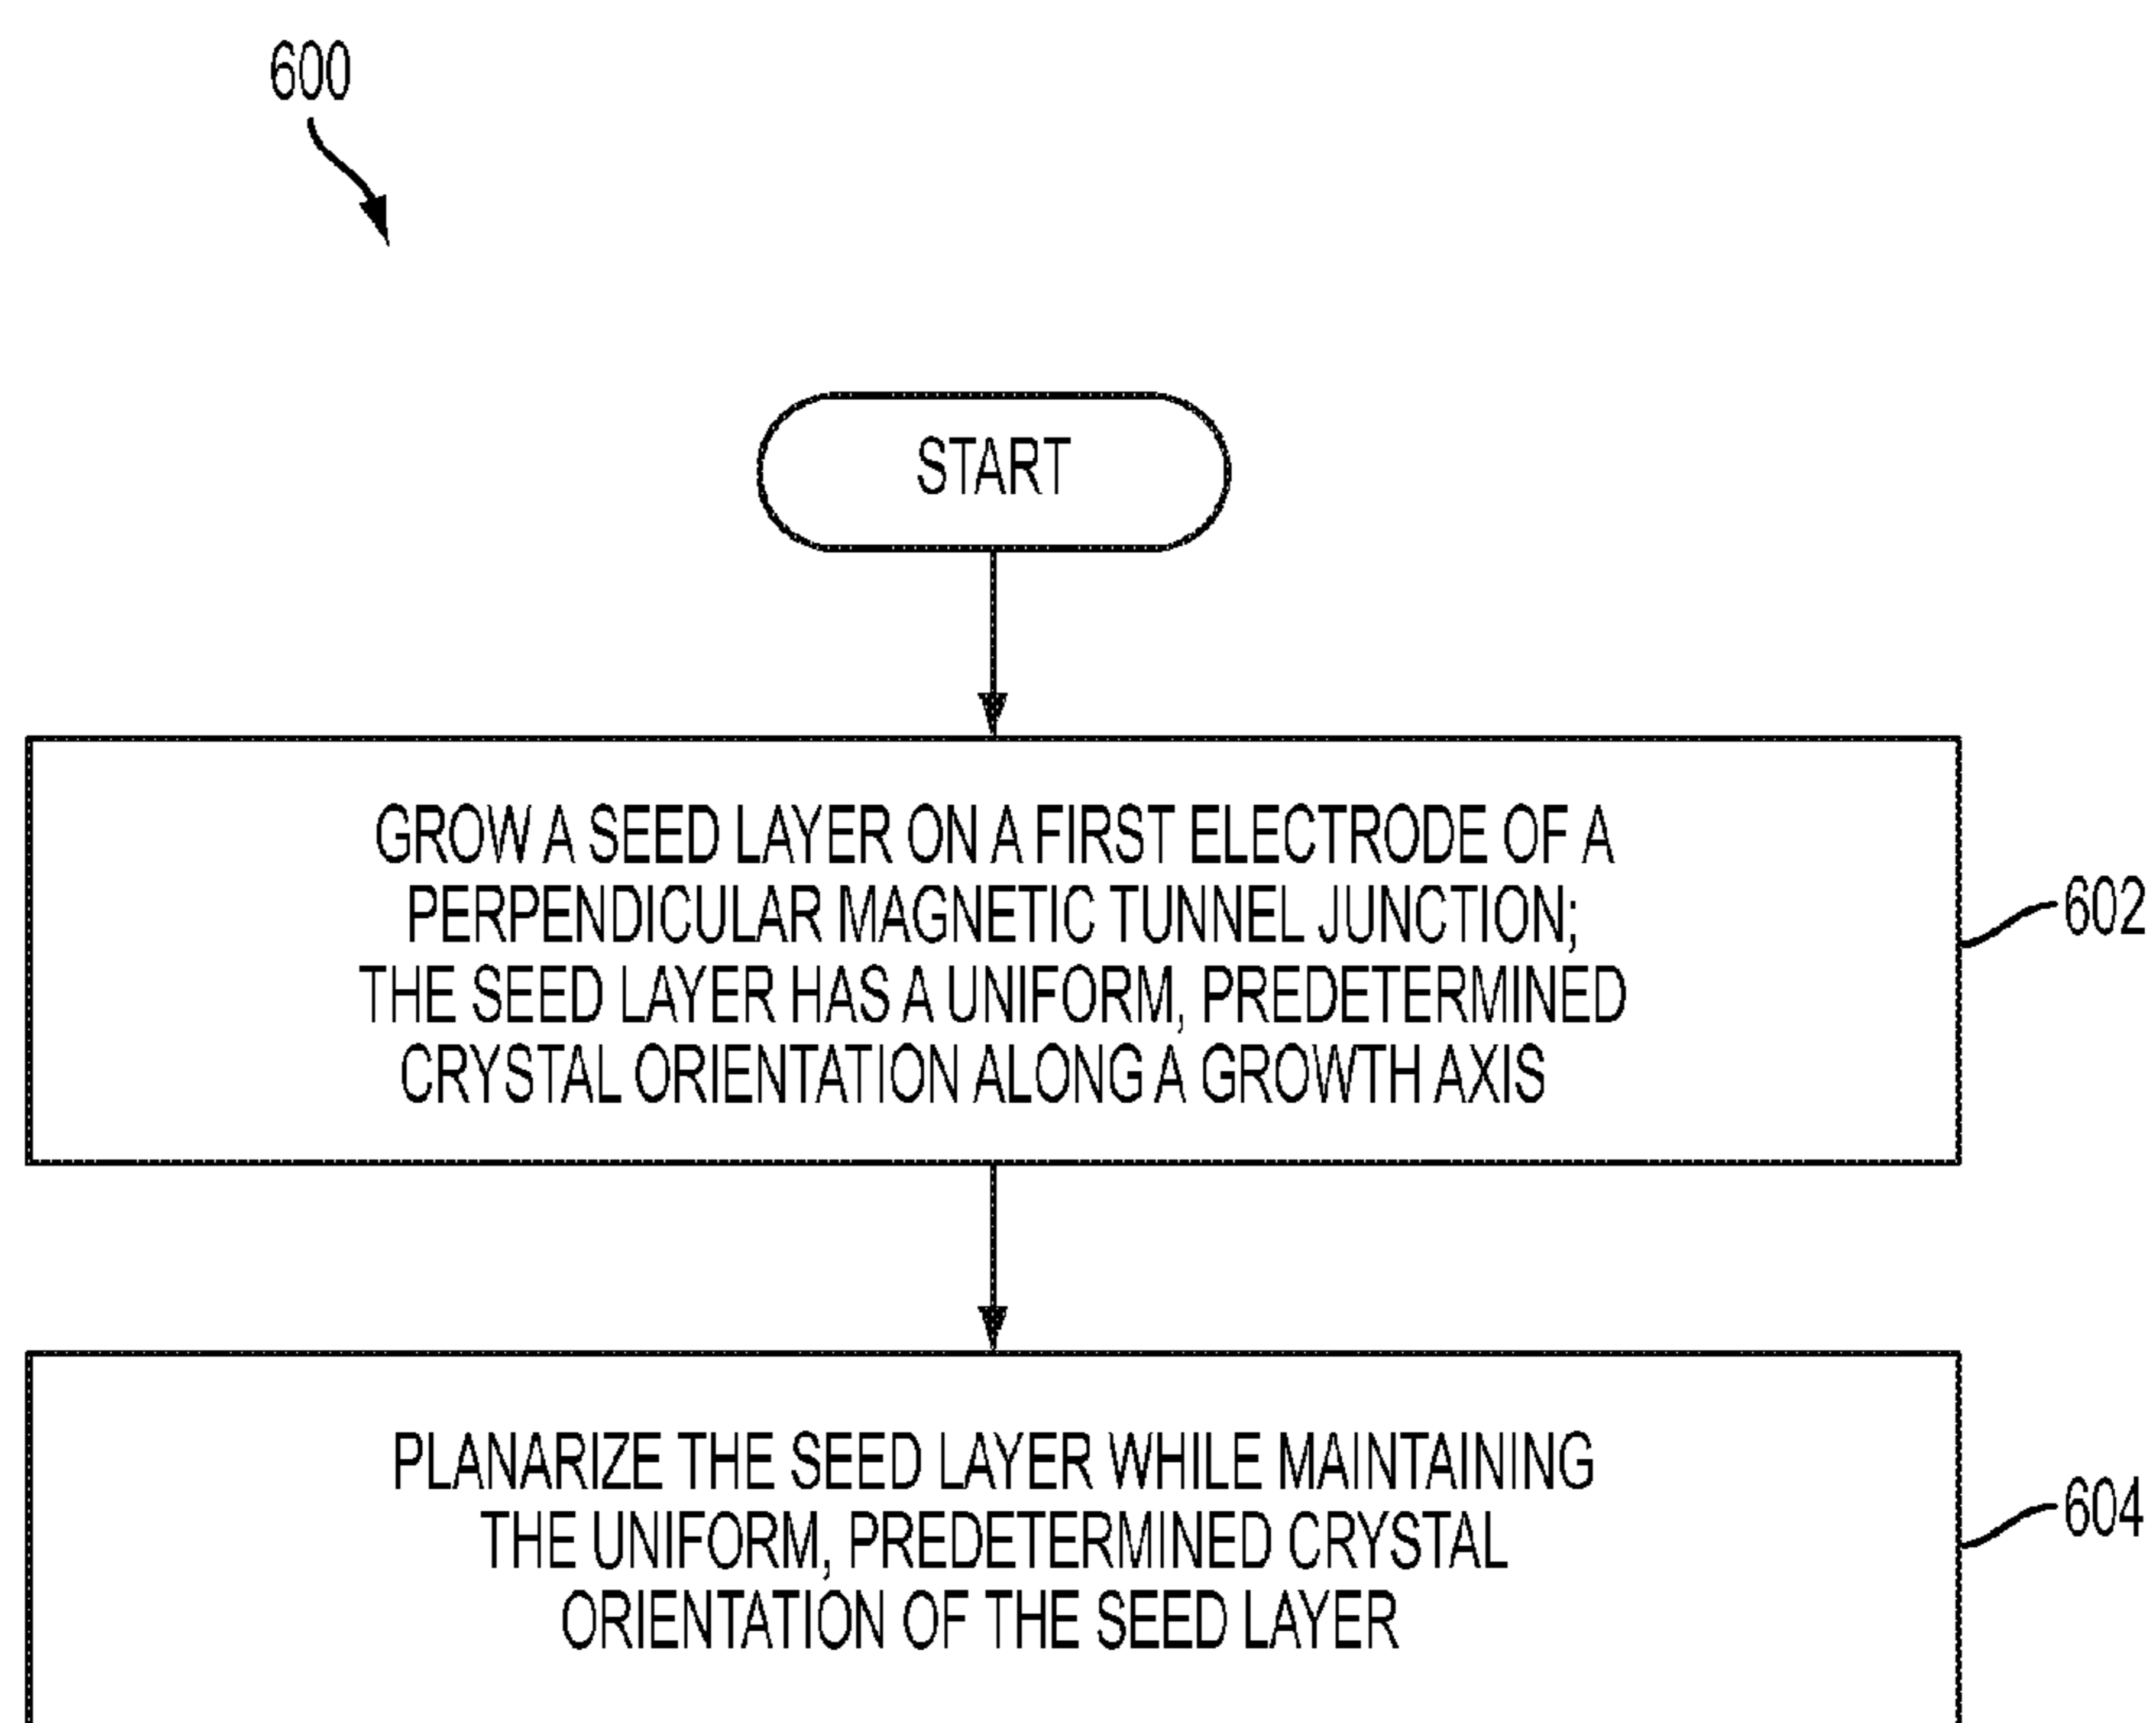 600
START
GROW A SEED LAYER ON A FIRST ELECTRODE OF A
PERPENDICULAR MAGNETIC TUNNEL JUNCTION;
THE SEED LAYER HAS A UNIFORM, PREDETERMINED
CRYSTAL ORIENTATION ALONG A GROWTH AXIS
602
PLANARIZE THE SEED LAYER WHILE MAINTAINING
THE UNIFORM, PREDETERMINED CRYSTAL
ORIENTATION OF THE SEED LAYER
604